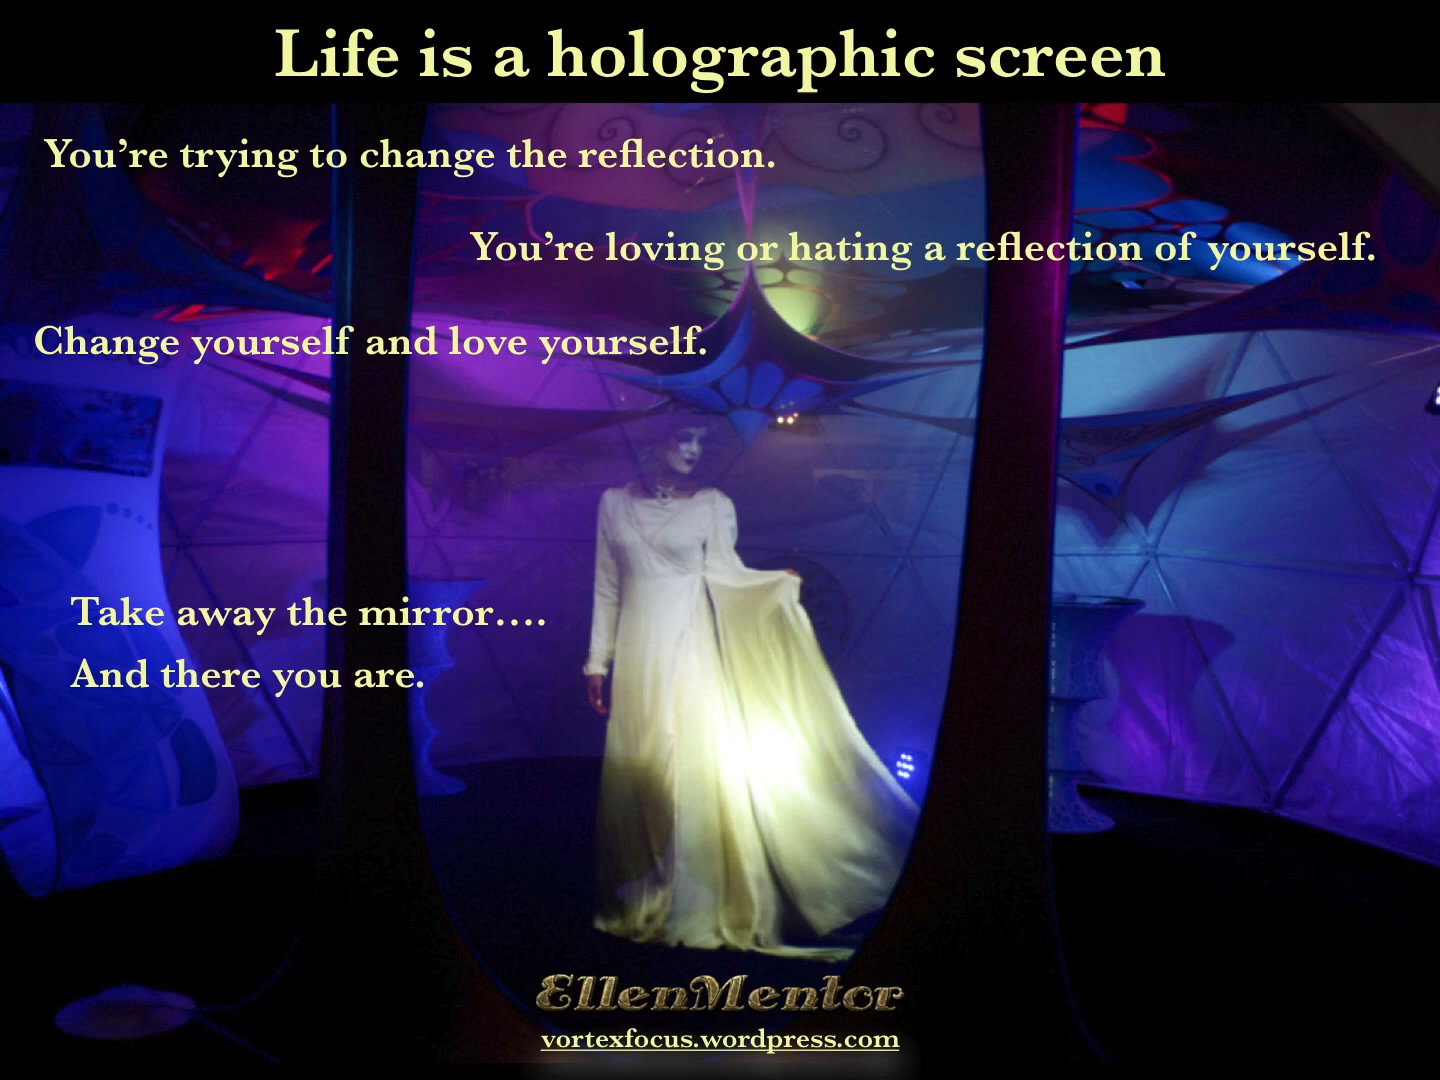 Life is a holographic screen
You’re trying to change the reflection.
You’re loving or hating a reflection of yourself.
Change yourself and love yourself.
Take away the mirror….
And there you are.
EllenMentor
vortexfocus.wordpress.com